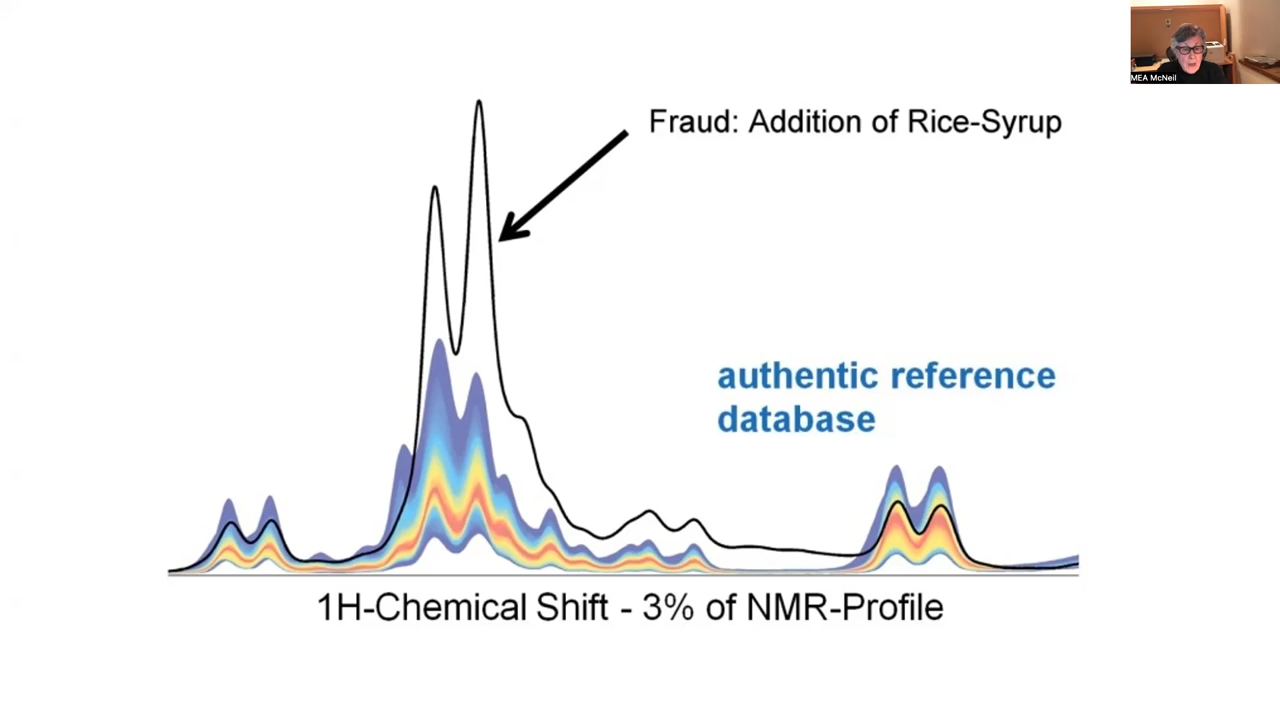 MEA McNeil
Fraud: Addition of Rice-Syrup
authentic reference
database
1H-Chemical Shift - 3% of NMR-Profile